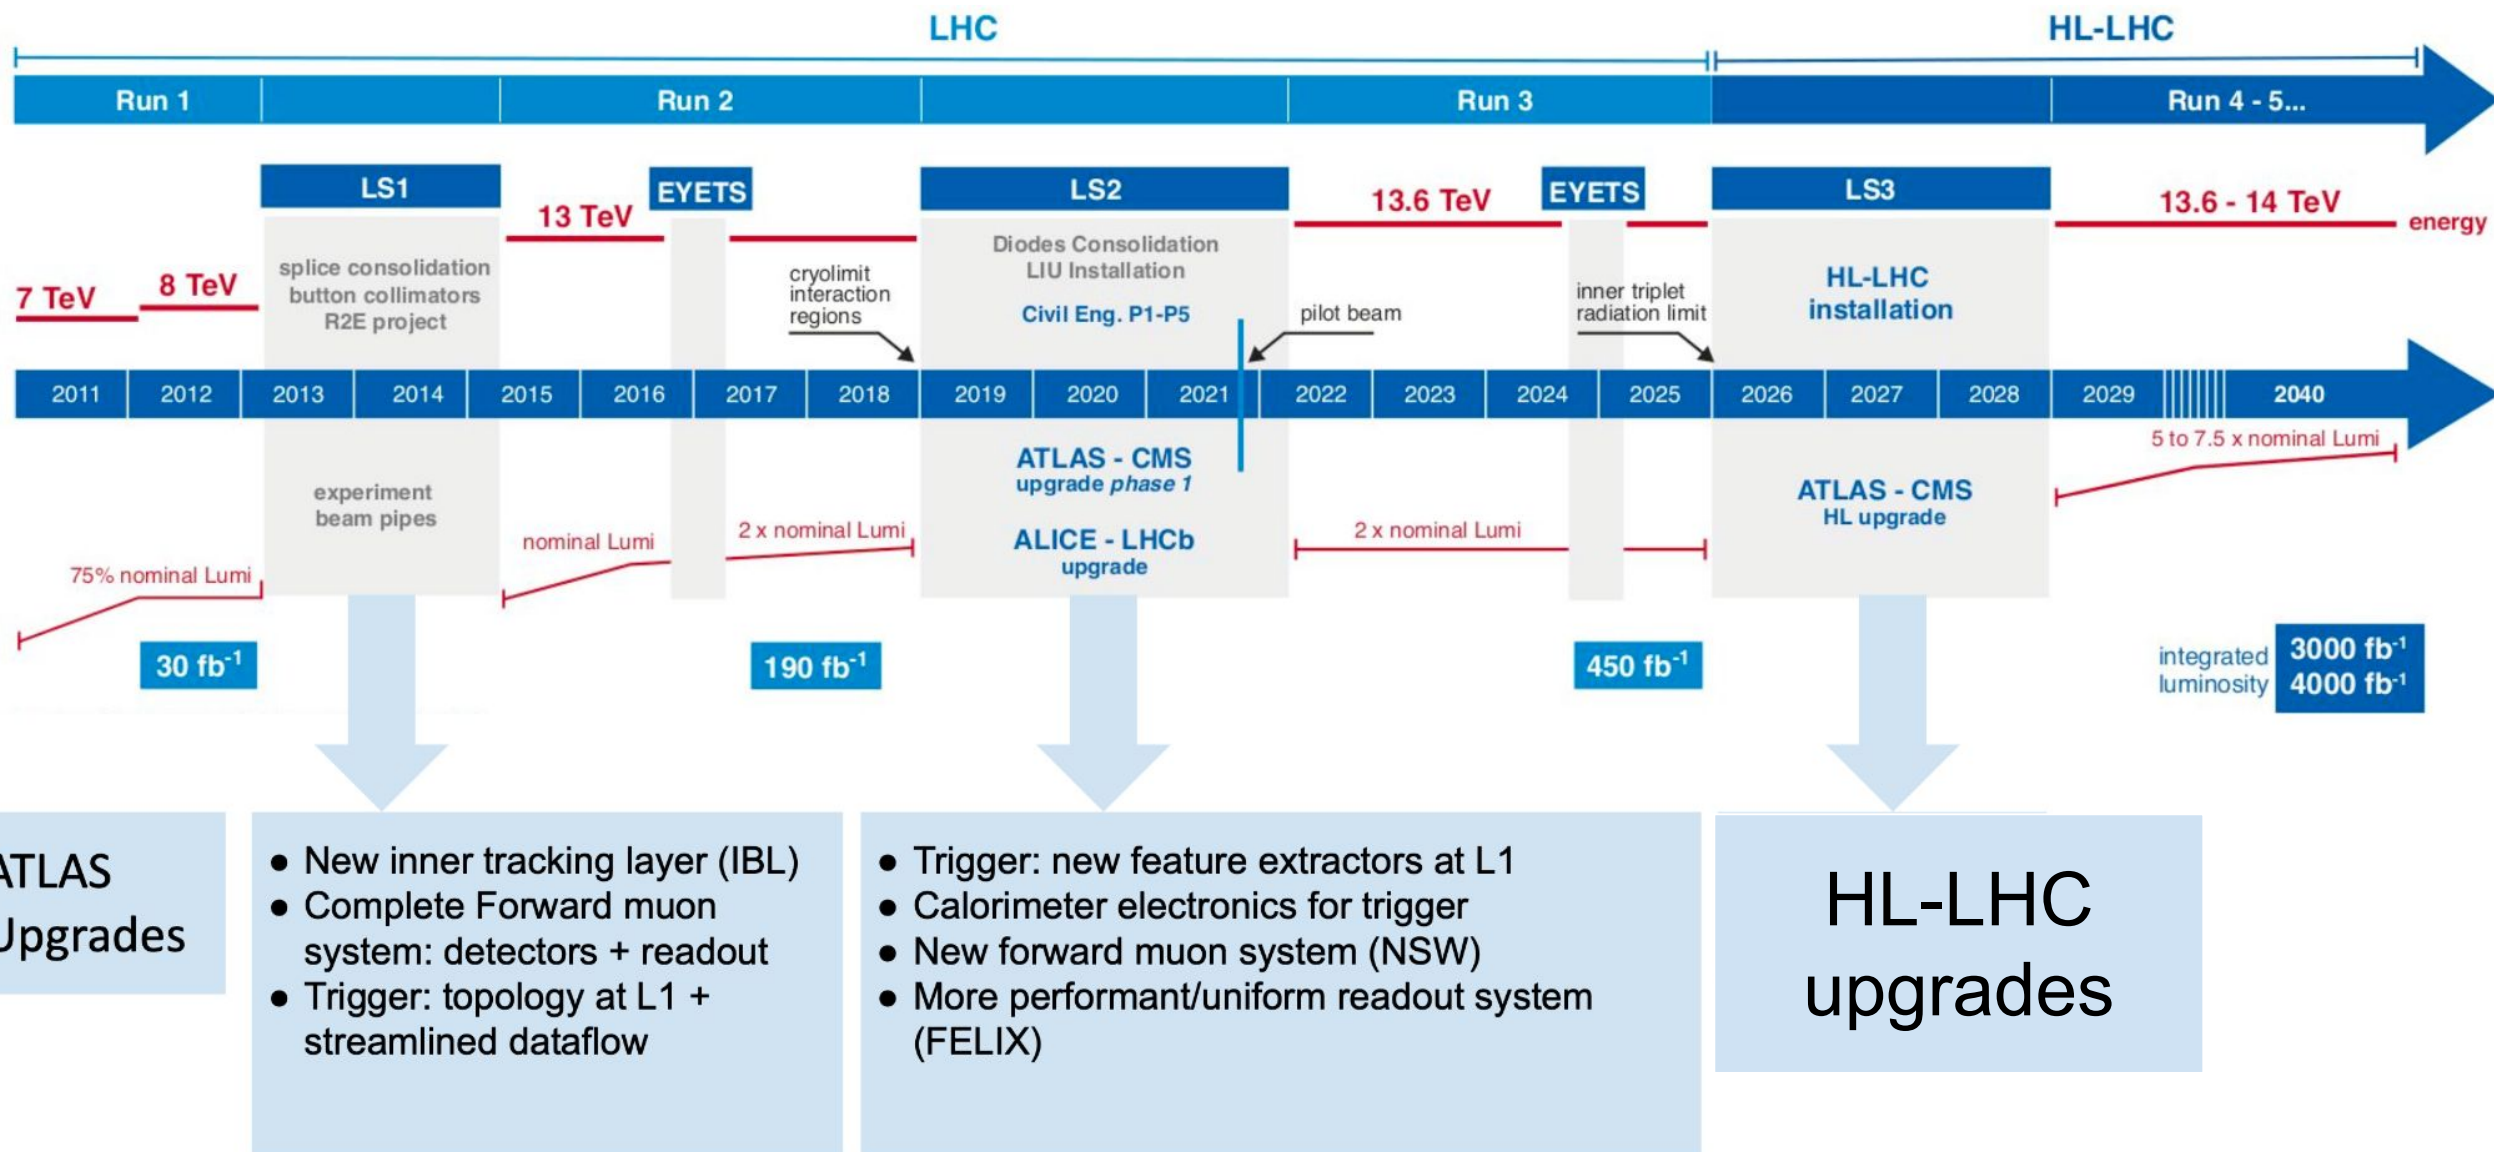 LHC
HL-LHC
Run 1
Run 2
Run 3
Run 4 - 5...
LS1
EYETS
LS2
EYETS
LS3
7 TeV
8 TeV
13 TeV
13.6 TeV
13.6 - 14 TeV
energy
splice consolidation
button collimators
R2E project
cryolimit
interaction
regions
Diodes Consolidation
LIU Installation
Civil Eng. P1-P5
pilot beam
inner triplet
radiation limit
HL-LHC
installation
2011 2012 2013 2014 2015 2016 2017 2018 2019 2020 2021 2022 2023 2024 2025 2026 2027 2028 2029 2040
experiment
beam pipes
75% nominal Lumi
nominal Lumi
2 x nominal Lumi
ATLAS - CMS
upgrade phase 1
ALICE - LHCb
upgrade
2 x nominal Lumi
ATLAS - CMS
HL upgrade
5 to 7.5 x nominal Lumi
30 fb-1
190 fb-1
450 fb-1
integrated
luminosity
3000 fb-1
4000 fb-1
ATLAS
Upgrades
● New inner tracking layer (IBL)
● Complete Forward muon
system: detectors + readout
● Trigger: topology at L1 +
streamlined dataflow
● Trigger: new feature extractors at L1
● Calorimeter electronics for trigger
● New forward muon system (NSW)
● More performant/uniform readout system
(FELIX)
HL-LHC
upgrades